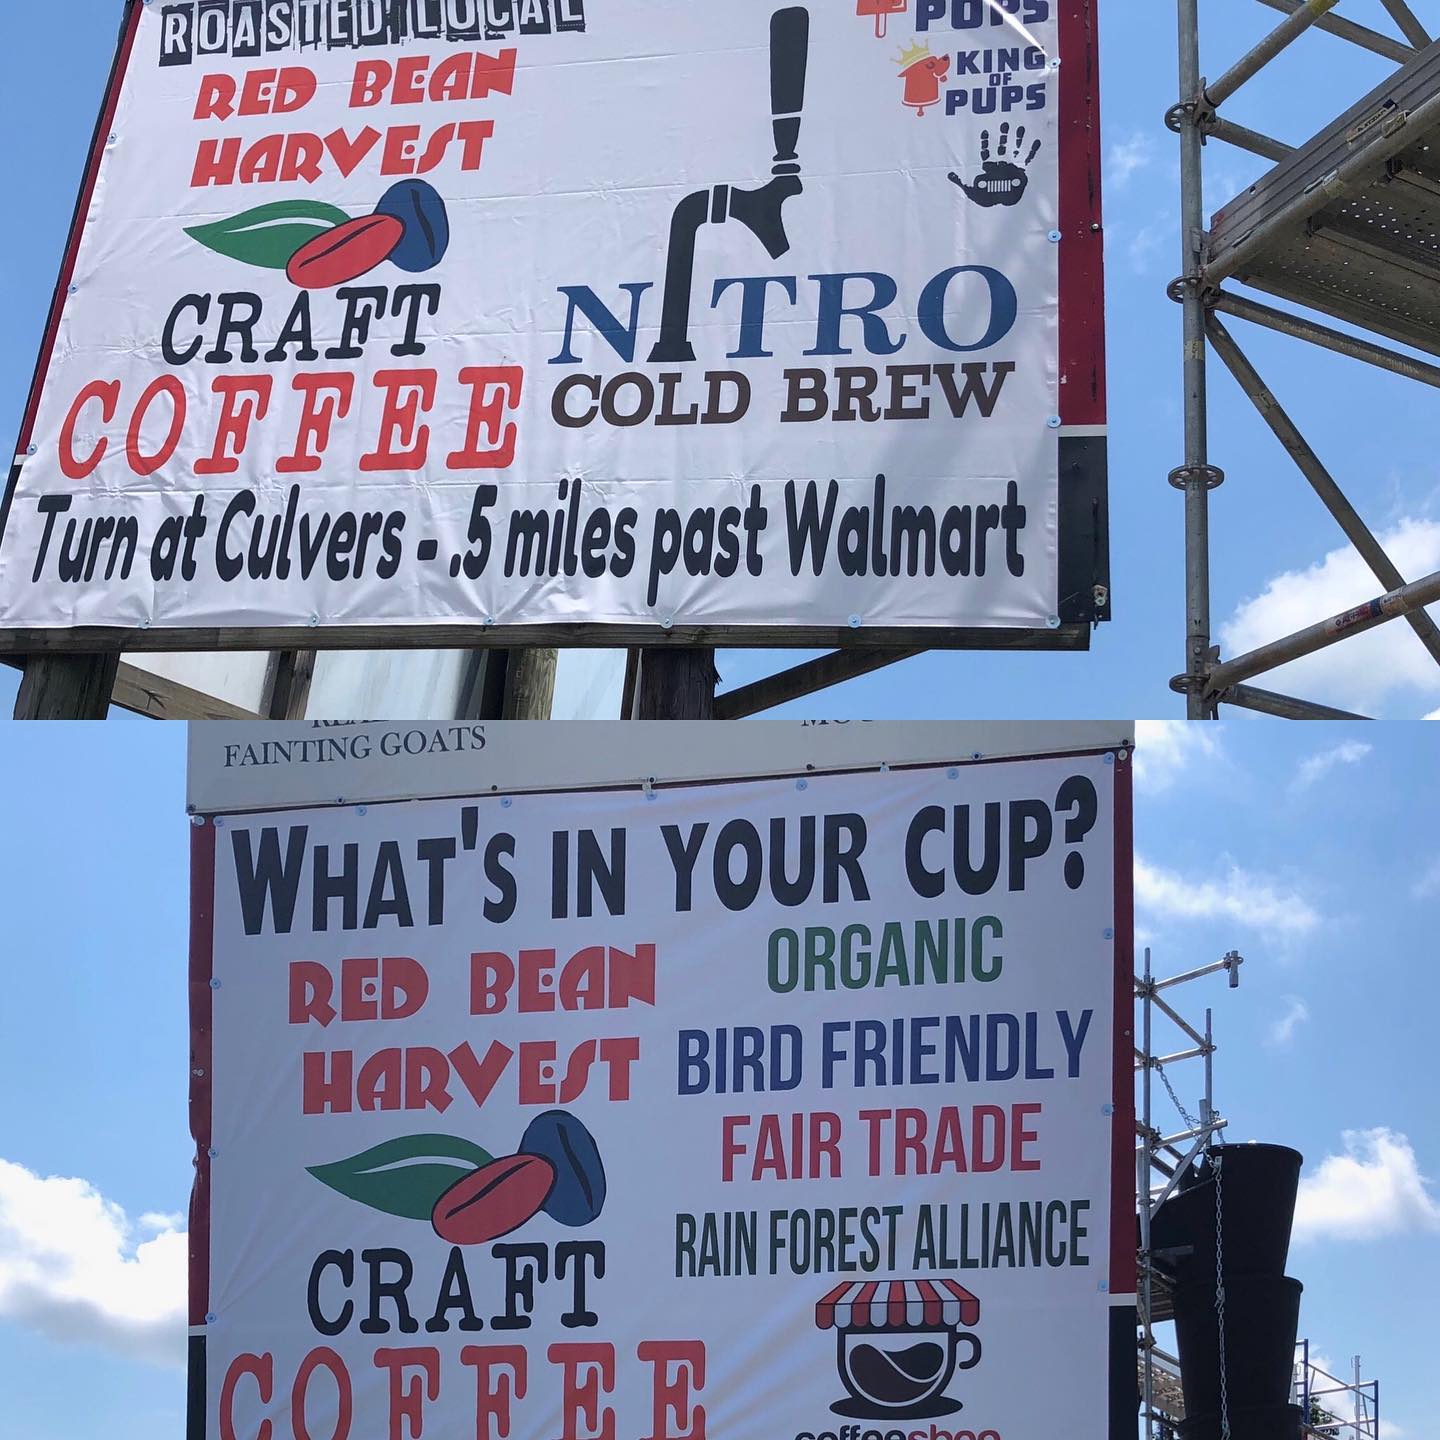 ROASTED LOCAL
RED BEAN
HARVEST
CRAFT
COFFEE
POPS
KING
OF
PUPS
NITRO
COLD BREW
Turn at Culvers - .5 miles past Walmart
FAINTING GOATS
WHAT'S IN YOUR CUP?
RED BEAN
HARVEST
CRAFT
COFFEE
ORGANIC
BIRD FRIENDLY
FAIR TRADE
RAIN FOREST ALLIANCE
coffeeshop